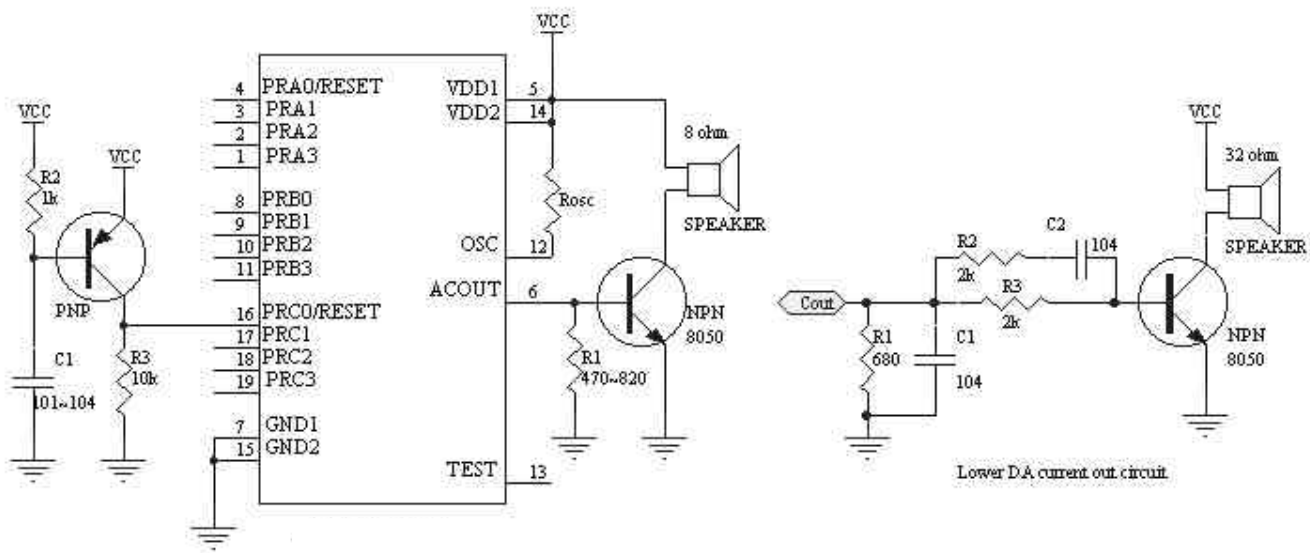 VCC
R2
1k
VCC
PNP
C1
101~104
R3
10k
4 PRA0/RESET
3 PRA1
2 PRA2
1 PRA3
8 PRB0
9 PRB1
10 PRB2
11 PRB3
16 PRC0/RESET
17 PRC1
18 PRC2
19 PRC3
7 GND1
15 GND2
VCC
VDD1 5
VDD2 14
Rosc
OSC 12
ACOUT 6
TEST 13
8 ohm
SPEAKER
NPN
8050
R1
470~820
Cout
R1
680
C1
104
R2
2k
C2
104
R3
2k
VCC
32 ohm
SPEAKER
NPN
8050
Lower DA current out circuit